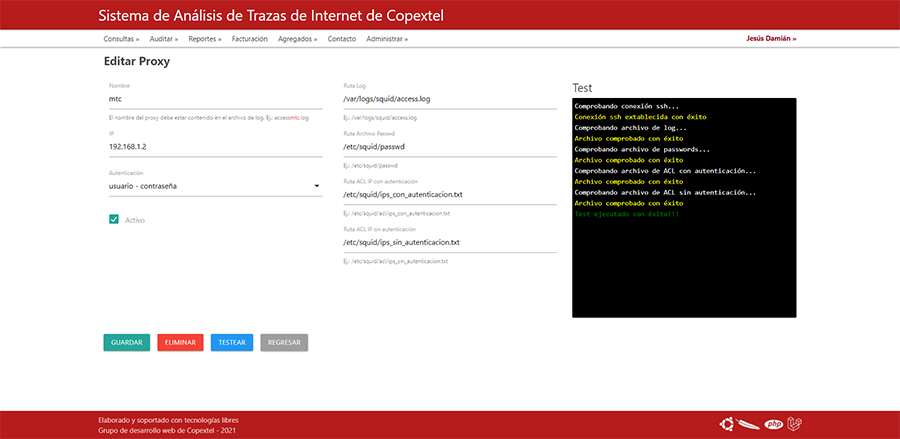 Sistema de Análisis de Trazas de Internet de Copextel
Consultas » Auditar » Reportes » Facturación Agregados » Contacto Administrar » Jesús Damián »
Editar Proxy
Nombre
mtc
El nombre del proxy debe estar contenido en el archivo de log. Ej.: accessmtc.log
IP
192.168.1.2
Autenticación
usuario - contraseña
Activo
Ruta Log
/var/logs/squid/access.log
Ej.: /var/logs/squid/access.log
Ruta Archivo Passwd
/etc/squid/passwd
Ej.: /etc/squid/passwd
Ruta ACL IP con autenticación
/etc/squid/ips_con_autenticacion.txt
Ej.: /etc/squid/acl/ips_con_autenticacion.txt
Ruta ACL IP sin autenticación
/etc/squid/ips_sin_autenticacion.txt
Ej.: /etc/squid/acl/ips_sin_autenticacion.txt
Test
Comprobando conexión ssh...
Conexión ssh extablecida con éxito
Comprobando archivo de log...
Archivo comprobado con éxito
Comprobando archivo de passwords...
Archivo comprobado con éxito
Comprobando archivo de ACL con autenticación...
Archivo comprobado con éxito
Comprobando archivo de ACL sin autenticación...
Archivo comprobado con éxito
Test ejecutado con éxito!!!
GUARDAR ELIMINAR TESTEAR REGRESAR
Elaborado y soportado con tecnologías libres
Grupo de desarrollo web de Copextel - 2021
php